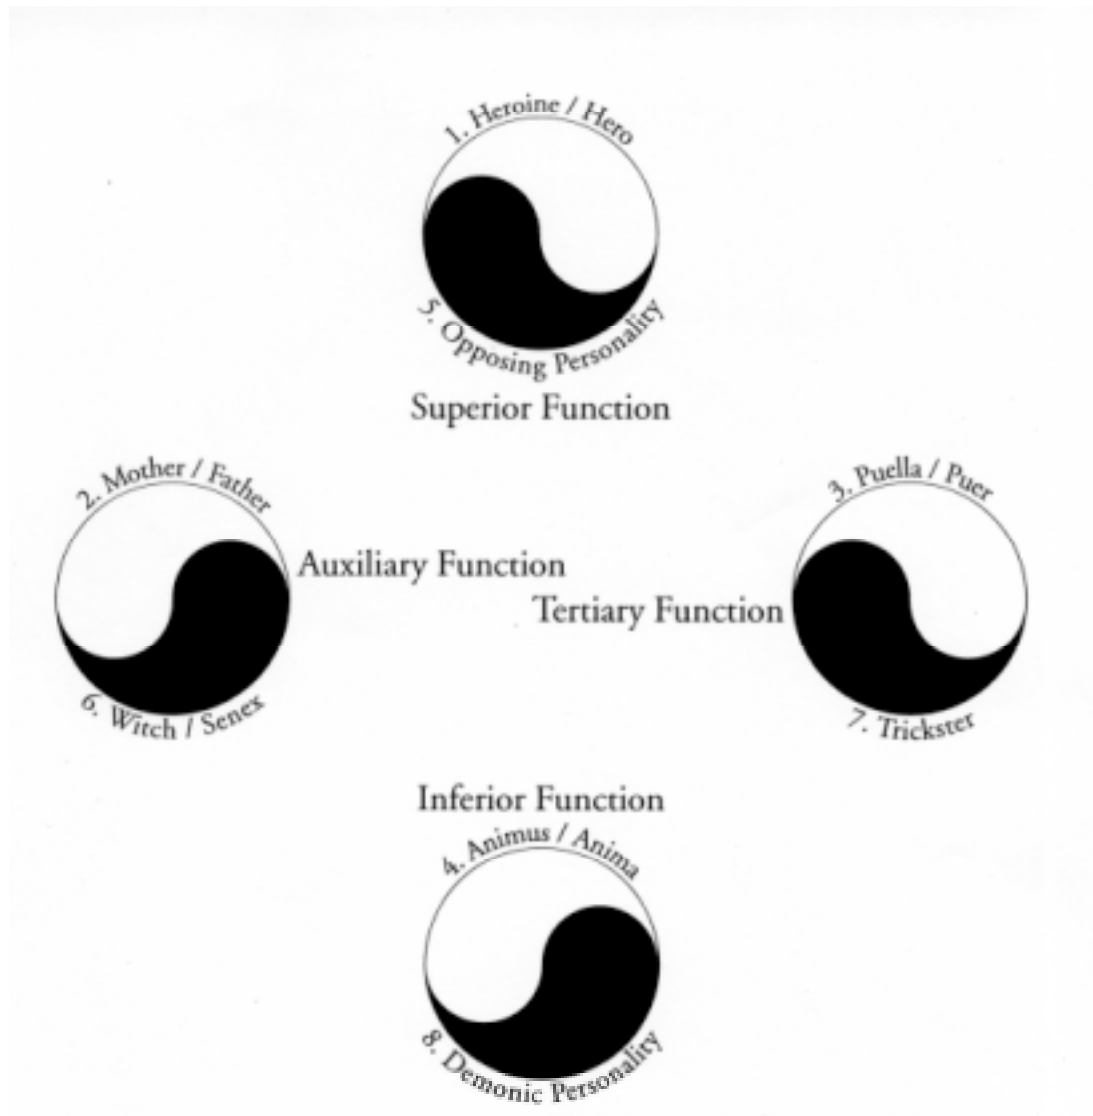 1. Heroine / Hero
5. Opposing Personality
Superior Function
2. Mother / Father
3. Puella / Puer
Auxiliary Function
Tertiary Function
6. Witch / Senex
7. Trickster
Inferior Function
4. Animus / Anima
8. Demonic Personality